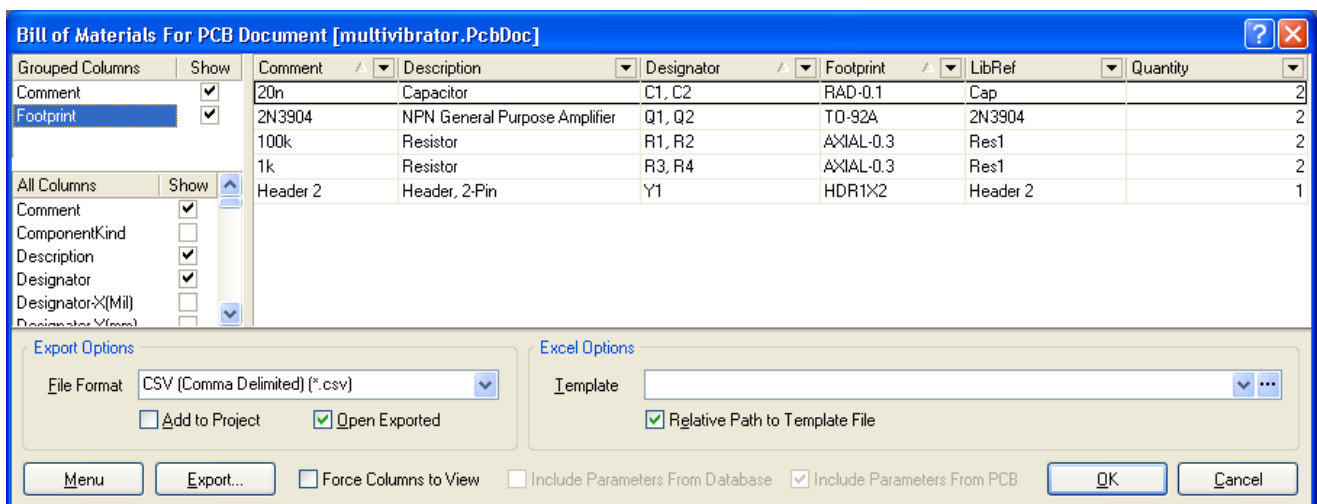 Bill of Materials For PCB Document [multivibrator.PcbDoc]
Grouped Columns Show
Comment
Footprint
All Columns Show
Comment
ComponentKind
Description
Designator
Designator-X(Mil)
Designator-Y(mm)
Comment Description Designator Footprint LibRef Quantity
20n Capacitor C1, C2 RAD-0.1 Cap 2
2N3904 NPN General Purpose Amplifier Q1, Q2 TO-92A 2N3904 2
100k Resistor R1, R2 AXIAL-0.3 Res1 2
1k Resistor R3, R4 AXIAL-0.3 Res1 2
Header 2 Header, 2-Pin Y1 HDR1X2 Header 2 1
Export Options
File Format CSV (Comma Delimited) (*.csv)
Add to Project Open Exported
Excel Options
Template
Relative Path to Template File
Menu Export... Force Columns to View Include Parameters From Database Include Parameters From PCB OK Cancel